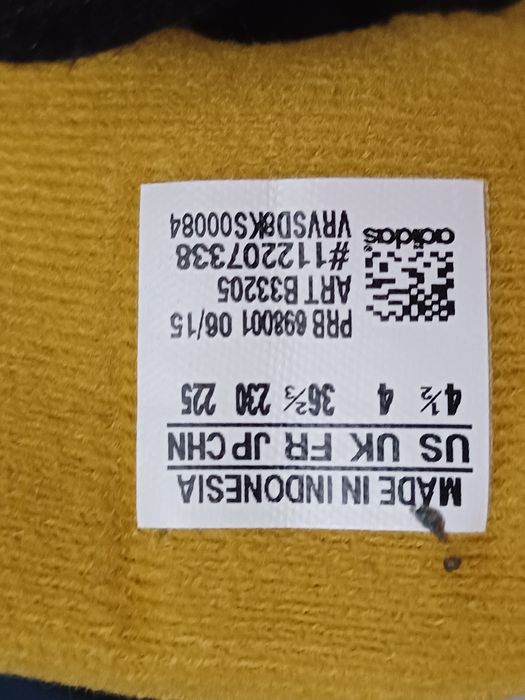 MADE IN INDONESIA
US UK FR JP CHN
4½ 4 36⅔ 230 225
PRB 698001 06/15
ART B33205
#11207338
adidas
VRVSD8KS00084